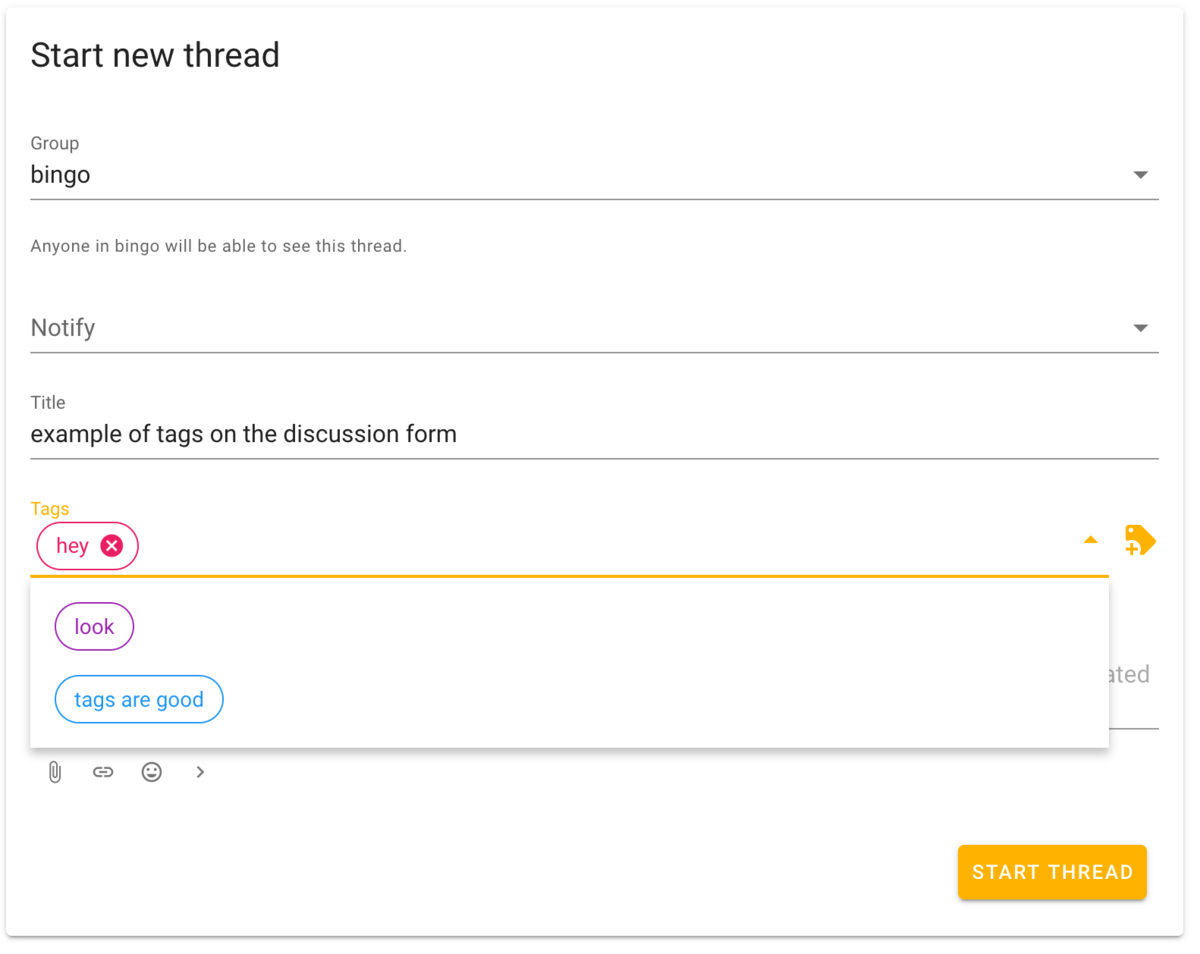 Start new thread
Group
bingo
Anyone in bingo will be able to see this thread.
Notify
Title
example of tags on the discussion form
Tags
hey
look
tags are good
START THREAD